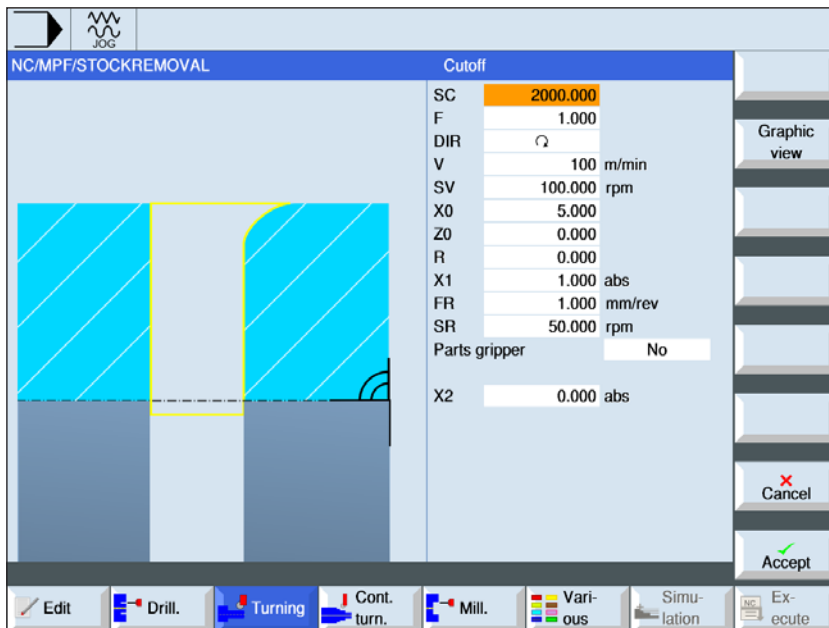 JOG
NC/MPF/STOCKREMOVAL
Cutoff
SC 2000.000
F 1.000
DIR
V 100 m/min
SV 100.000 rpm
X0 5.000
Z0 0.000
R 0.000
X1 1.000 abs
FR 1.000 mm/rev
SR 50.000 rpm
Parts gripper No
X2 0.000 abs
Graphic
view
Cancel
Accept
Edit
Drill.
Turning
Cont.
turn.
Mill.
Vari-
ous
Simu-
lation
NC
Ex-
ecute